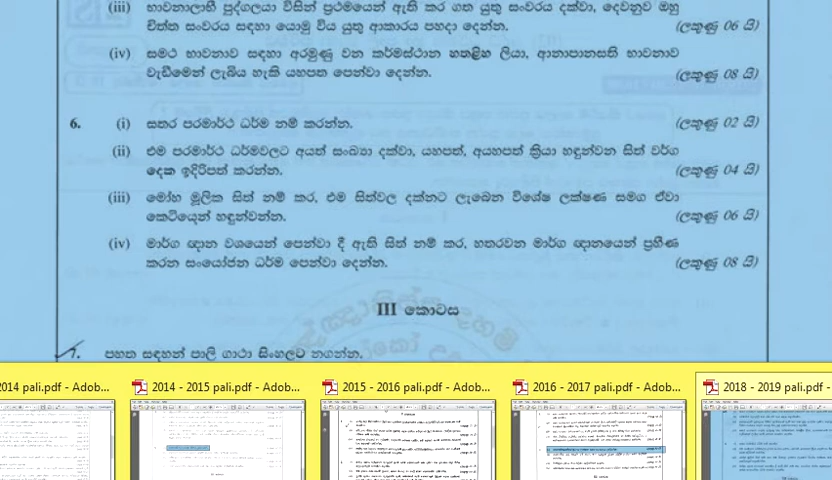 (iii) භාවනාලාභී පුද්ගලයා විසින් ප්‍රථමයෙන් ඇති කර ගත යුතු සංවරය දක්වා, දෙවනුව ඔහු
චිත්ත සංවරය සඳහා යොමු විය යුතු ආකාරය පහදා දෙන්න. (ලකුණු 06 යි)
(iv) සමථ භාවනාව සඳහා අරමුණු වන කර්මස්ථාන හතළිහ ලියා, ආනාපානසති භාවනාව
වැඩීමෙන් ලැබිය හැකි යහපත පෙන්වා දෙන්න. (ලකුණු 08 යි)
6. (i) සතර පරමාර්ථ ධර්ම නම් කරන්න. (ලකුණු 02 යි)
(ii) එම පරමාර්ථ ධර්මවලට අයත් සංඛ්‍යා දක්වා, යහපත්, අයහපත් ක්‍රියා හඳුන්වන සිත් වර්ග
දෙක ඉදිරිපත් කරන්න. (ලකුණු 04 යි)
(iii) මෝහ මූලික සිත් නම් කර, එම සිත්වල දක්නට ලැබෙන විශේෂ ලක්ෂණ සමග ඒවා
කෙටියෙන් හඳුන්වන්න. (ලකුණු 06 යි)
(iv) මාර්ග ඥාන වශයෙන් පෙන්වා දී ඇති සිත් නම් කර, හතරවන මාර්ග ඥානයෙන් ප්‍රහීණ
කරන සංයෝජන ධර්ම පෙන්වා දෙන්න. (ලකුණු 08 යි)
III කොටස
7. පහත සඳහන් පාලි ගාථා සිංහලට නගන්න.
2014 pali.pdf - Adob... 2014 - 2015 pali.pdf - Adob... 2015 - 2016 pali.pdf - Adob... 2016 - 2017 pali.pdf - Adob... 2018 - 2019 pali.pdf -